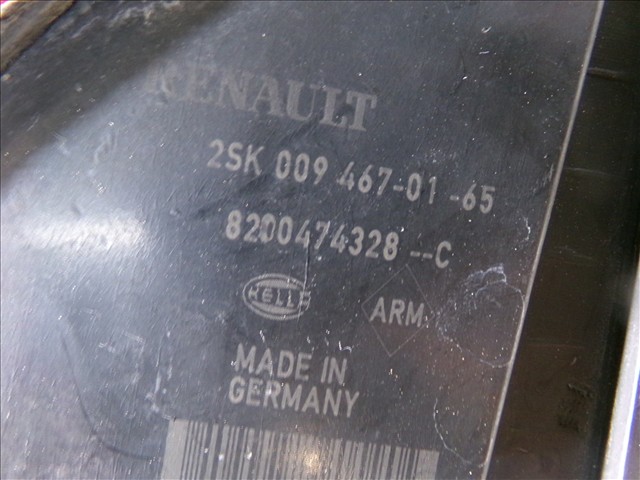 RENAULT
2SK 009 467-01-65
8200474328--C
HELLA
ARM
MADE IN
GERMANY